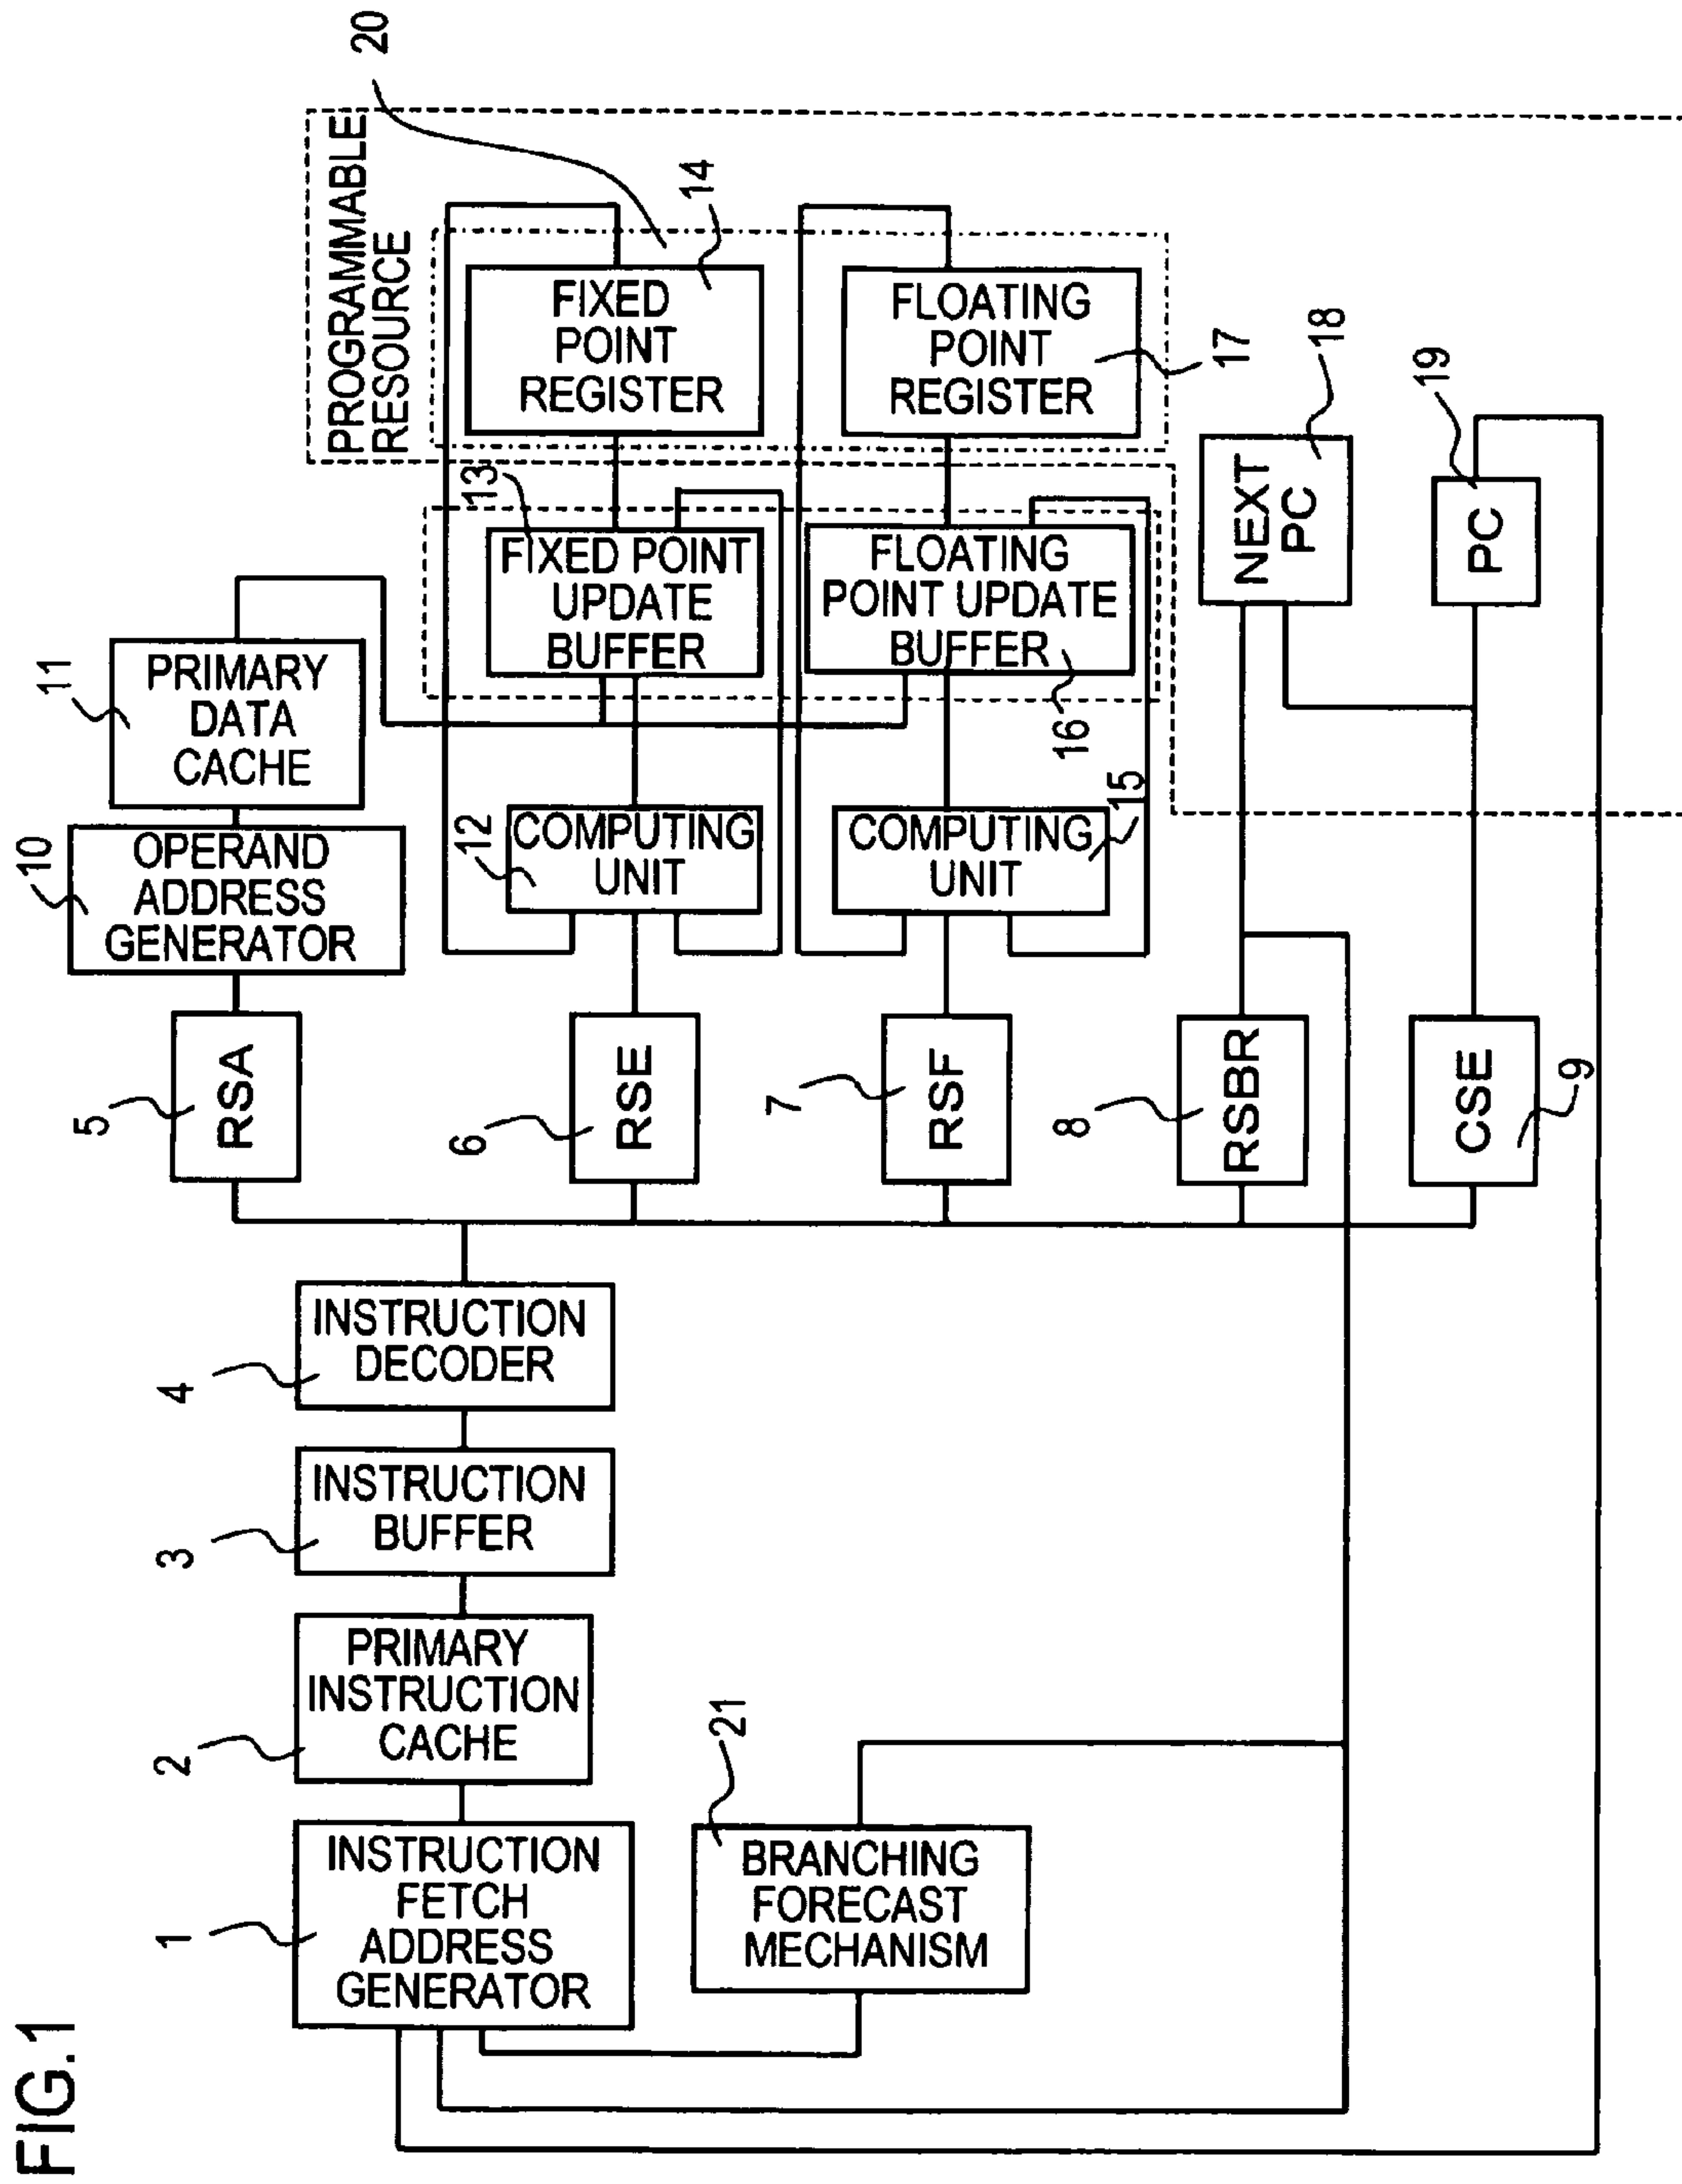 FIG.1
1
INSTRUCTION
FETCH
ADDRESS
GENERATOR
2
PRIMARY
INSTRUCTION
CACHE
3
INSTRUCTION
BUFFER
4
INSTRUCTION
DECODER
21
BRANCHING
FORECAST
MECHANISM
5
RSA
6
RSE
7
RSF
8
RSBR
9
CSE
10
OPERAND
ADDRESS
GENERATOR
11
PRIMARY
DATA
CACHE
12
COMPUTING
UNIT
13
FIXED POINT
UPDATE
BUFFER
PROGRAMMABLE
RESOURCE
20
14
FIXED
POINT
REGISTER
15
COMPUTING
UNIT
16
FLOATING
POINT UPDATE
BUFFER
17
FLOATING
POINT
REGISTER
18
NEXT
PC
19
PC